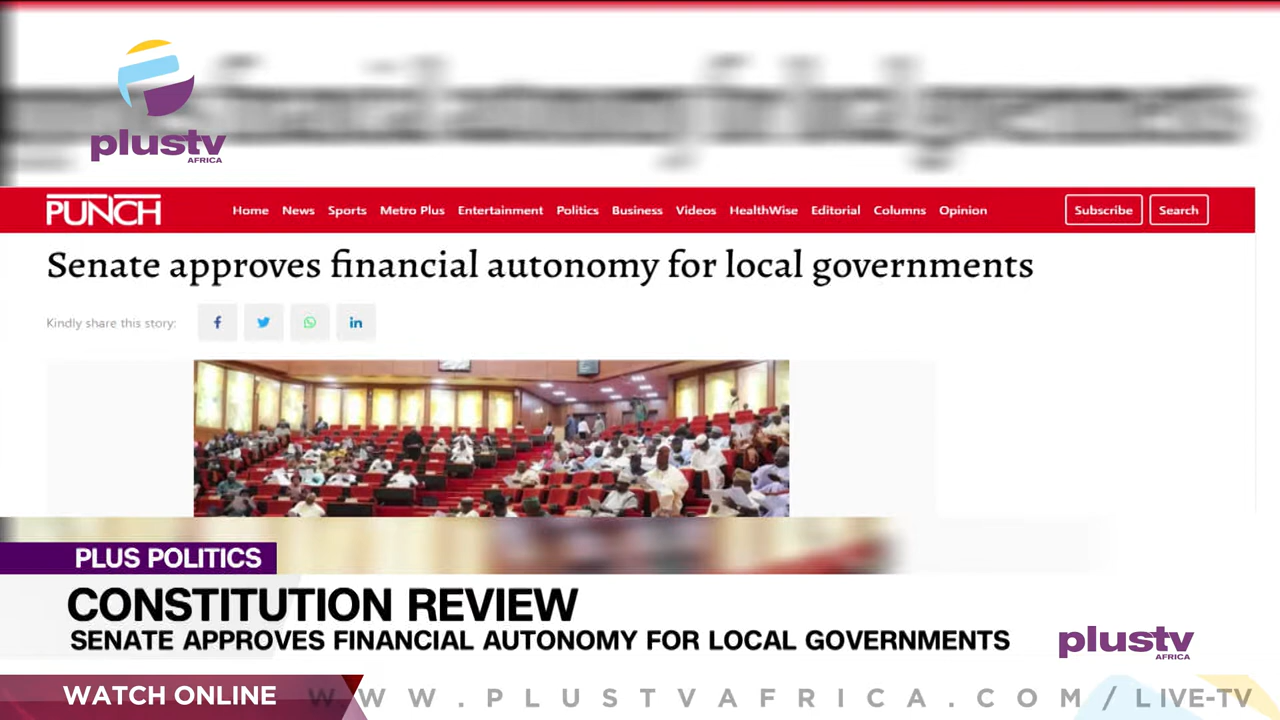 plustv
AFRICA
PUNCH Home News Sports Metro Plus Entertainment Politics Business Videos HealthWise Editorial Columns Opinion Subscribe Search
Senate approves financial autonomy for local governments
Kindly share this story:
PLUS POLITICS
CONSTITUTION REVIEW
SENATE APPROVES FINANCIAL AUTONOMY FOR LOCAL GOVERNMENTS
plustv
AFRICA
WATCH ONLINE WWW.PLUSTVAFRICA.COM/LIVE-TV